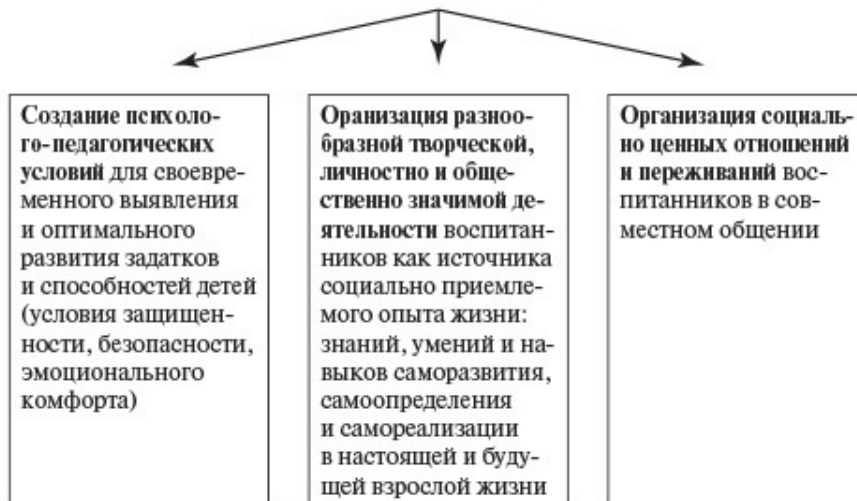 Создание психоло-
го-педагогических
условий для своевре-
менного выявления
и оптимального
развития задатков
и способностей детей
(условия защищен-
ности, безопасности,
эмоционального
комфорта)
Оранизация разнооб-
бразной творческой,
личностно и обще-
ственно значимой де-
ятельности воспитан-
ников как источника
социально приемле-
мого опыта жизни:
знаний, умений и на-
выков саморазвития,
самоопределения
и самореализации
в настоящей и буду-
щей взрослой жизни
Организация социаль-
но ценных отношений
и переживаний вос-
питанников в сов-
местном общении